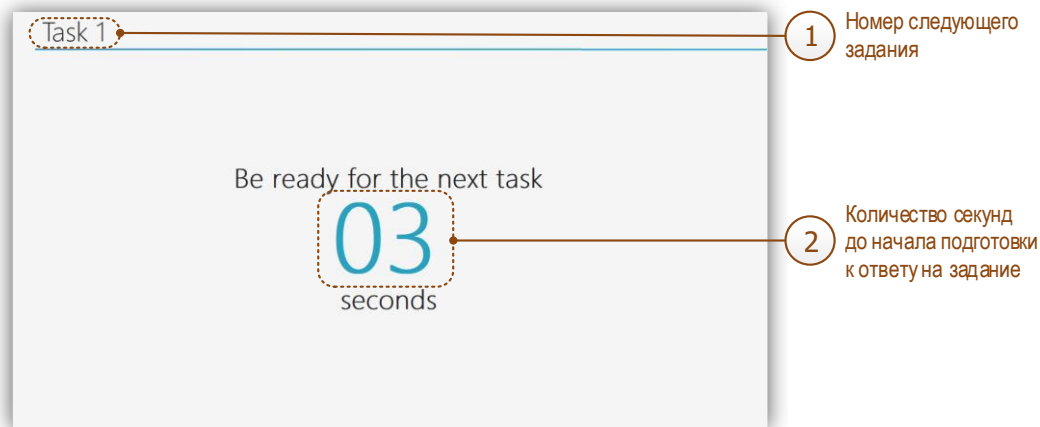 Task 1
1
Номер следующего
задания
Be ready for the next task
03
seconds
2
Количество секунд
до начала подготовки
к ответу на задание